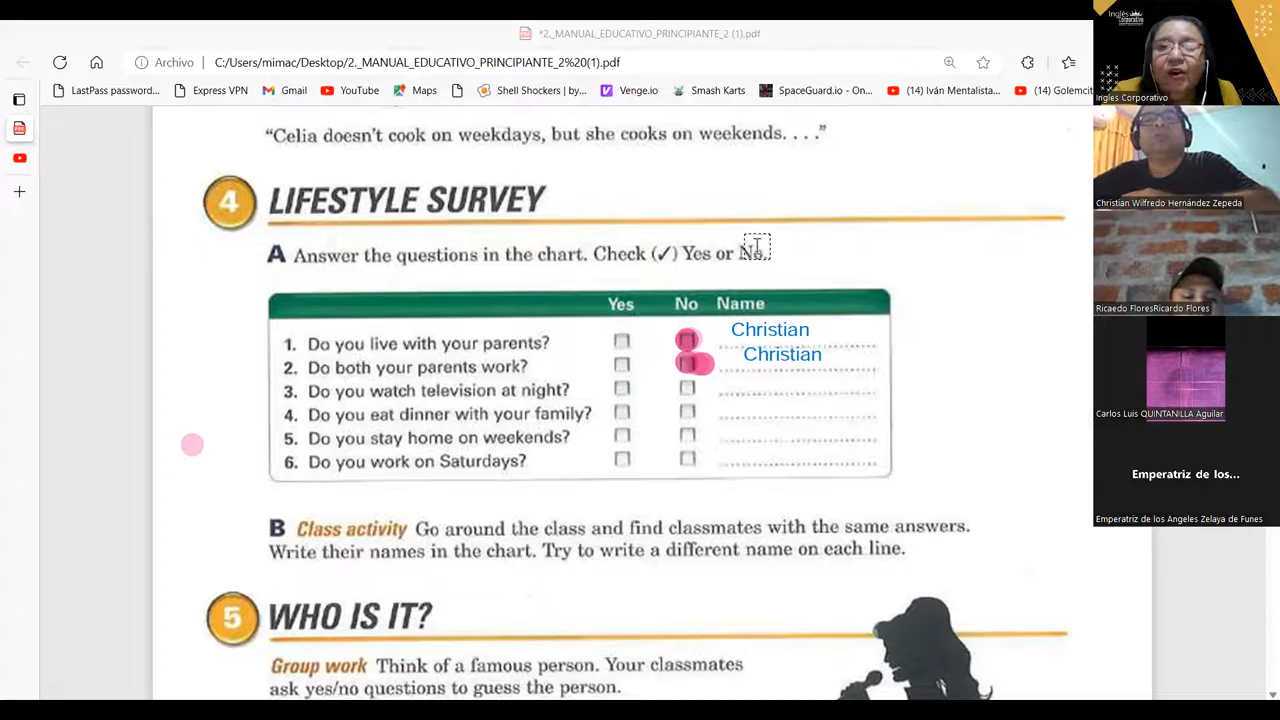 *2._MANUAL_EDUCATIVO_PRINCIPIANTE_2 (1).pdf
Archivo C:/Users/mimac/Desktop/2._MANUAL_EDUCATIVO_PRINCIPIANTE_2%20(1).pdf
LastPass password... Express VPN Gmail YouTube Maps Shell Shockers | by... Venge.io Smash Karts SpaceGuard.io - On... (14) Iván Mentalista... (14) Golemcit
"Celia doesn't cook on weekdays, but she cooks on weekends. . . ."
4 LIFESTYLE SURVEY
A Answer the questions in the chart. Check (✓) Yes or No.
Yes No Name
1. Do you live with your parents? Christian
2. Do both your parents work? Christian
3. Do you watch television at night?
4. Do you eat dinner with your family?
5. Do you stay home on weekends?
6. Do you work on Saturdays?
B Class activity Go around the class and find classmates with the same answers.
Write their names in the chart. Try to write a different name on each line.
5 WHO IS IT?
Group work Think of a famous person. Your classmates
ask yes/no questions to guess the person.
Inglés
Corporativo
Ingles Corporativo
Christian Wilfredo Hernández Zepeda
Ricaedo FloresRicardo Flores
Carlos Luis QUINTANILLA Aguilar
Emperatriz de los...
Emperatriz de los Angeles Zelaya de Funes